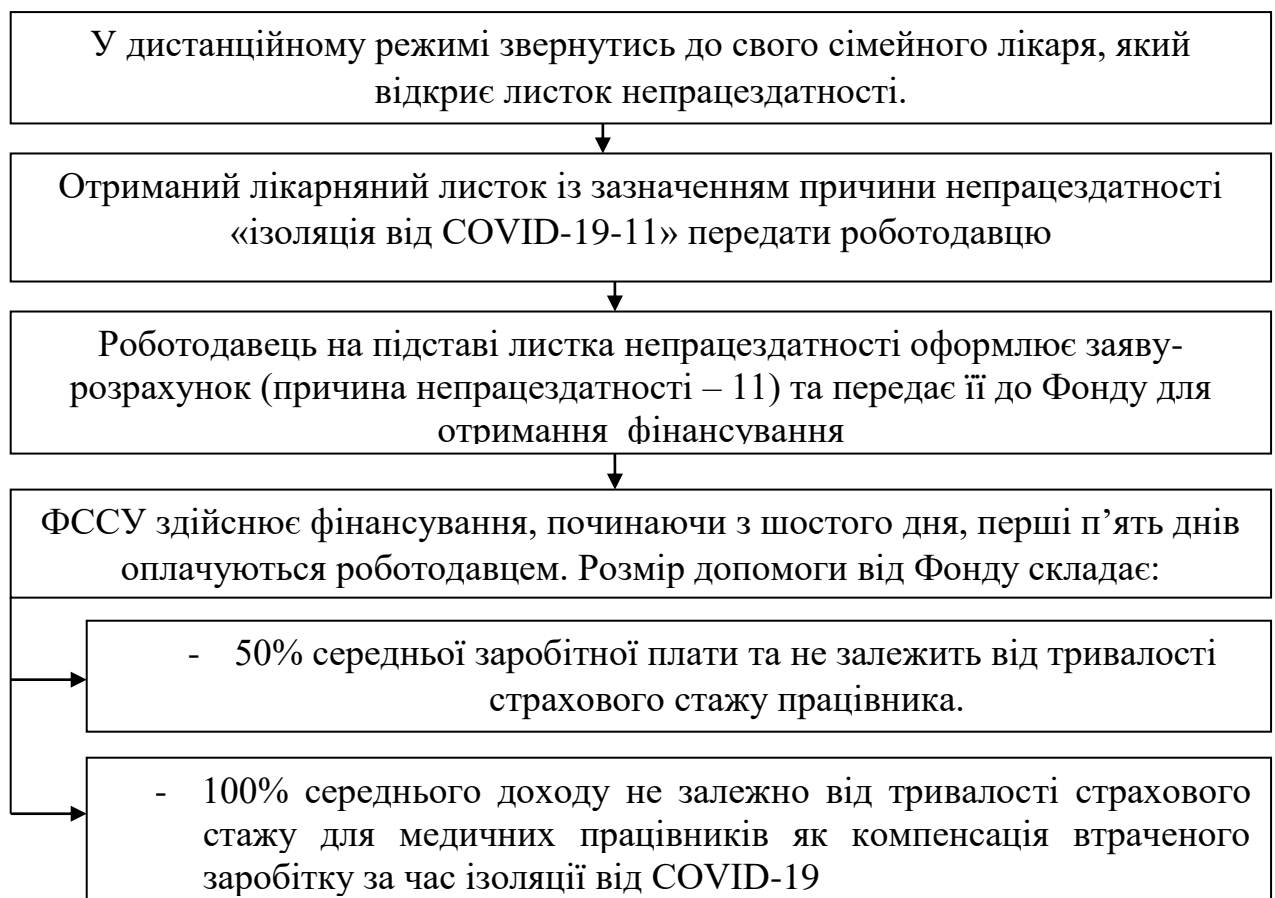 У дистанційному режимі звернутись до свого сімейного лікаря, який
відкриє листок непрацездатності.
Отриманий лікарняний листок із зазначенням причини непрацездатності
«ізоляція від COVID-19-11» передати роботодавцю
Роботодавець на підставі листка непрацездатності оформлює заяву-
розрахунок (причина непрацездатності – 11) та передає її до Фонду для
отримання фінансування
ФССУ здійснює фінансування, починаючи з шостого дня, перші п’ять днів
оплачуються роботодавцем. Розмір допомоги від Фонду складає:
- 50% середньої заробітної плати та не залежить від тривалості
страхового стажу працівника.
- 100% середнього доходу не залежно від тривалості страхового
стажу для медичних працівників як компенсація втраченого
заробітку за час ізоляції від COVID-19